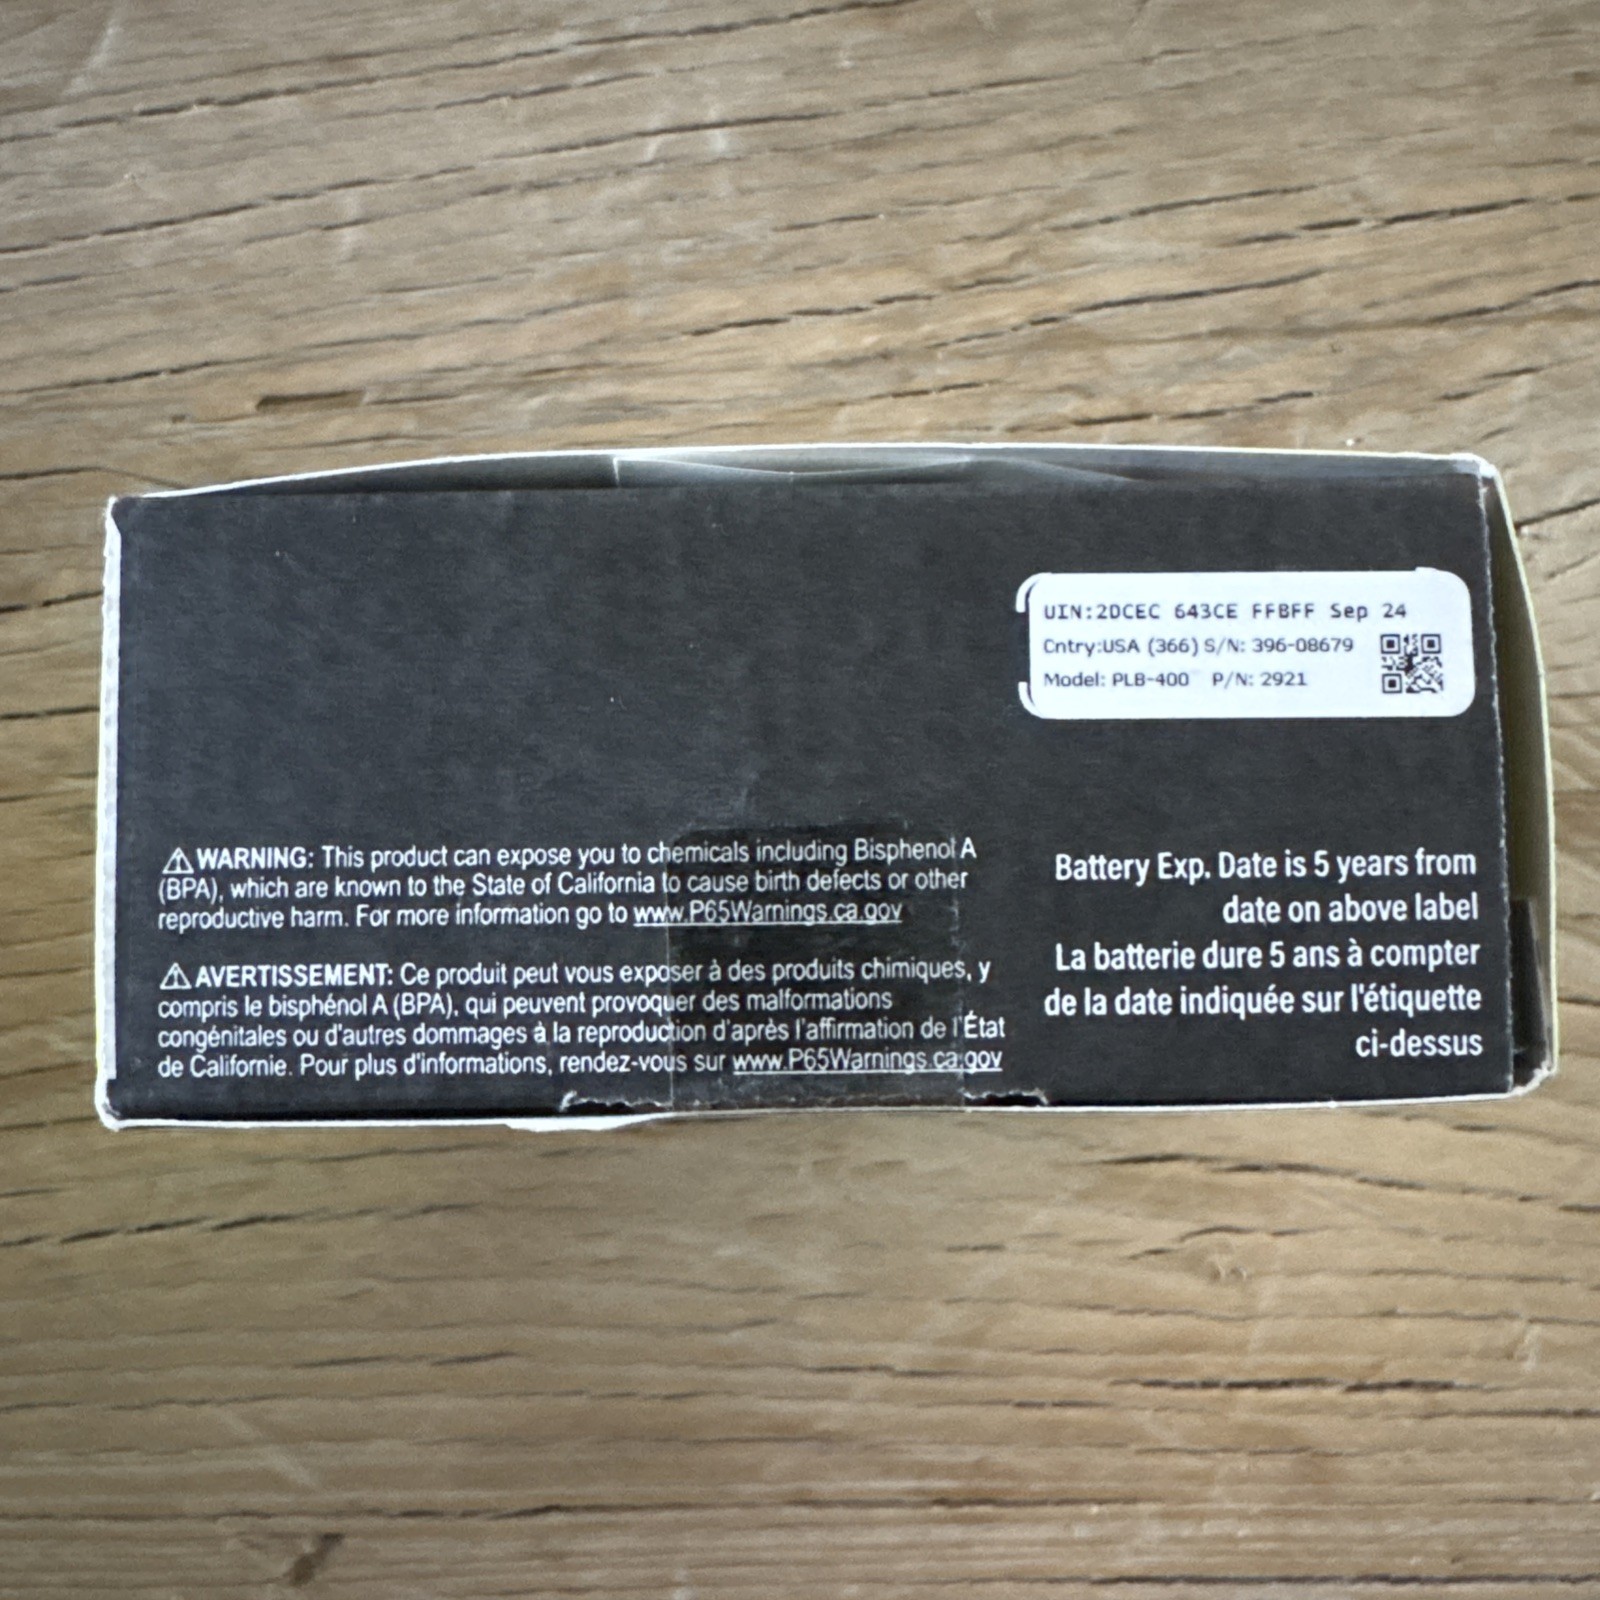 UIN:2DCEC 643CE FFBFF Sep 24
Cntry:USA (366) S/N: 396-08679
Model: PLB-400 P/N: 2921
⚠ WARNING: This product can expose you to chemicals including Bisphenol A
(BPA), which are known to the State of California to cause birth defects or other
reproductive harm. For more information go to www.P65Warnings.ca.gov
⚠ AVERTISSEMENT: Ce produit peut vous exposer à des produits chimiques, y
compris le bisphénol A (BPA), qui peuvent provoquer des malformations
congénitales ou d'autres dommages à la reproduction d'après l'affirmation de l'État
de Californie. Pour plus d'informations, rendez-vous sur www.P65Warnings.ca.gov
Battery Exp. Date is 5 years from
date on above label
La batterie dure 5 ans à compter
de la date indiquée sur l'étiquette
ci-dessus